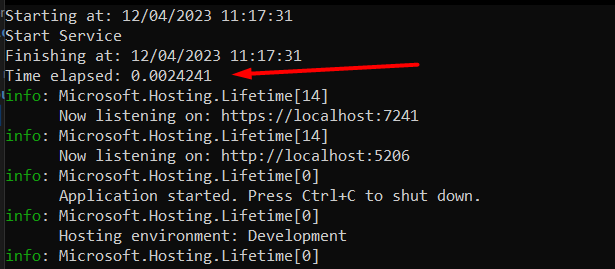 Starting at: 12/04/2023 11:17:31
Start Service
Finishing at: 12/04/2023 11:17:31
Time elapsed: 0.0024241
info: Microsoft.Hosting.Lifetime[14]
Now listening on: https://localhost:7241
info: Microsoft.Hosting.Lifetime[14]
Now listening on: http://localhost:5206
info: Microsoft.Hosting.Lifetime[0]
Application started. Press Ctrl+C to shut down.
info: Microsoft.Hosting.Lifetime[0]
Hosting environment: Development
info: Microsoft.Hosting.Lifetime[0]